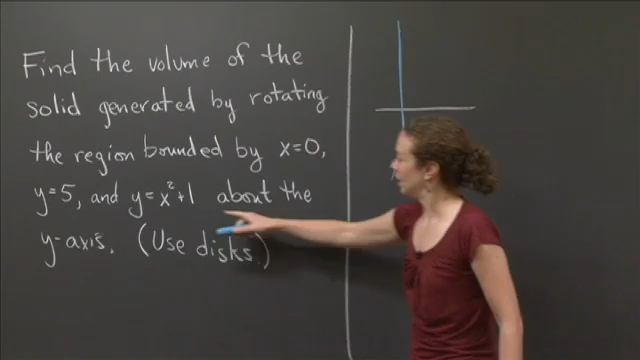 Find the volume of the
solid generated by rotating
the region bounded by x=0,
y=5, and y=x²+1 about the
y-axis. (Use disks.)